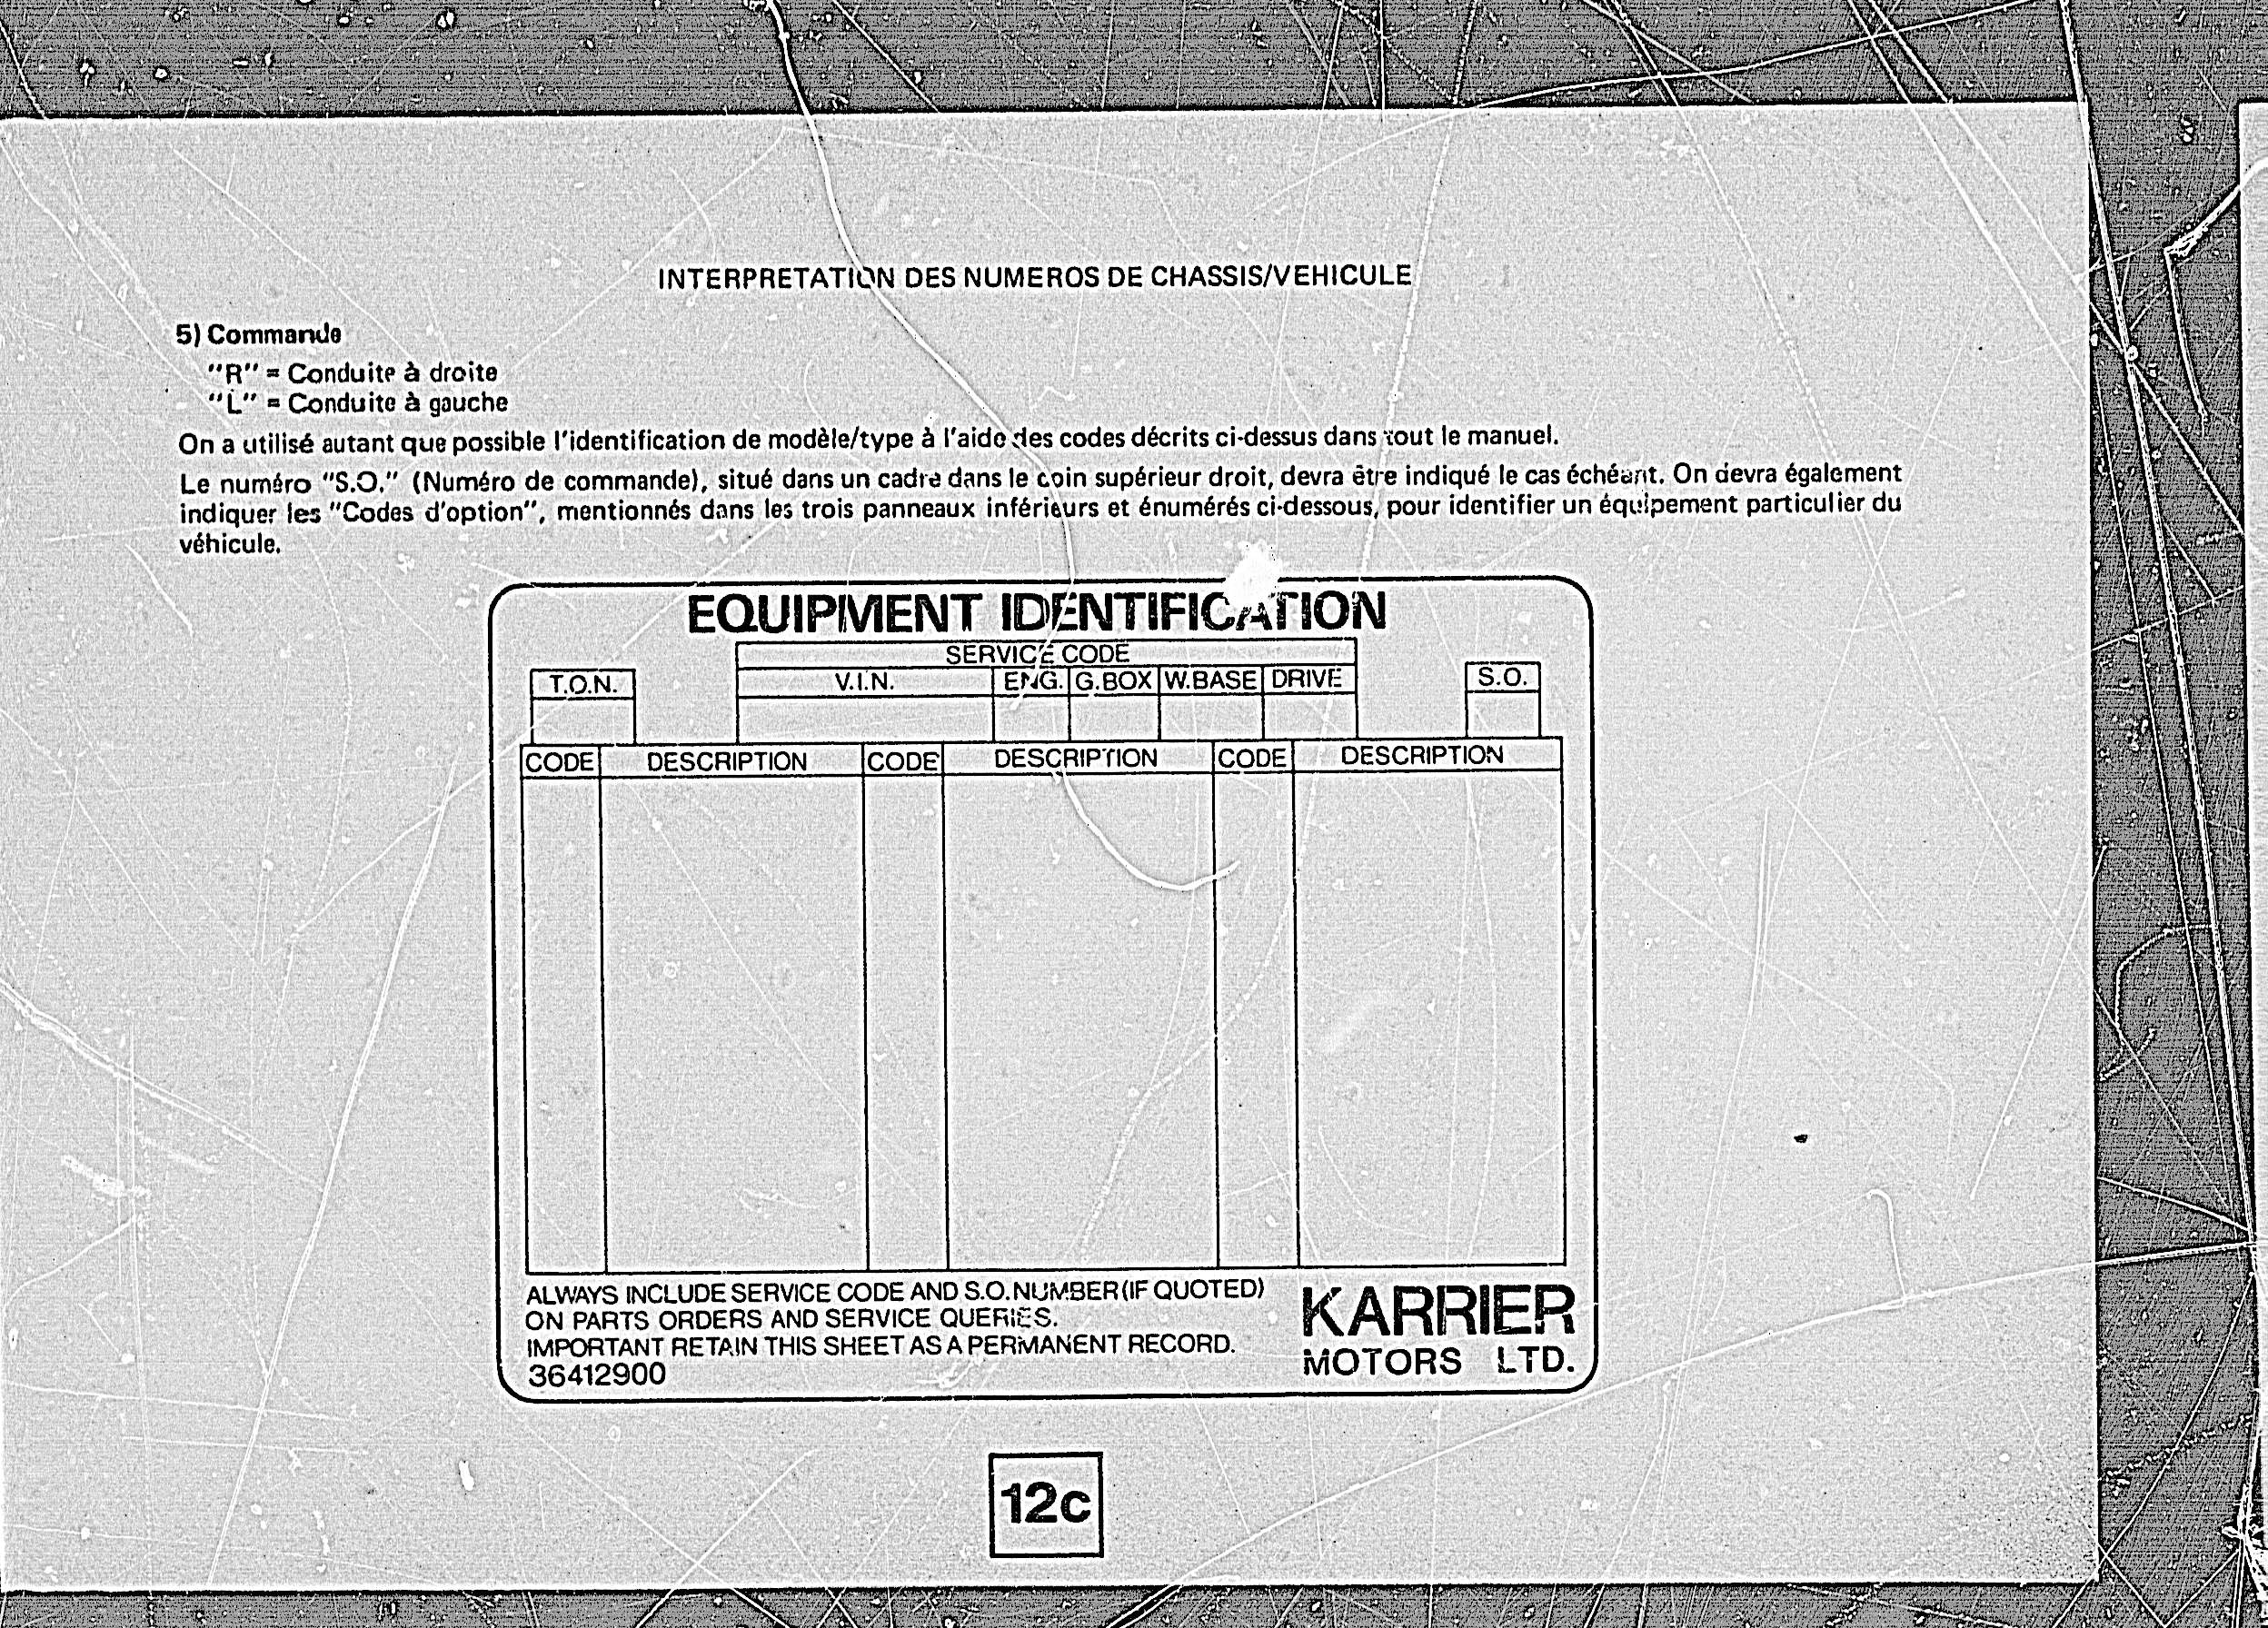 INTERPRETATION DES NUMEROS DE CHASSIS/VEHICULE
5) Commande
"R" = Conduite à droite
"L" = Conduite à gauche
On a utilisé autant que possible l'identification de modèle/type à l'aide des codes décrits ci-dessus dans tout le manuel.
Le numéro "S.O." (Numéro de commande), situé dans un cadre dans le coin supérieur droit, devra être indiqué le cas échéant. On devra également
indiquer les "Codes d'option", mentionnés dans les trois panneaux inférieurs et énumérés ci-dessous, pour identifier un équipement particulier du
véhicule.
EQUIPMENT IDENTIFICATION
SERVICE CODE
T.O.N. V.I.N. ENG. G.BOX W.BASE DRIVE S.O.
CODE DESCRIPTION CODE DESCRIPTION CODE DESCRIPTION
ALWAYS INCLUDE SERVICE CODE AND S.O. NUMBER (IF QUOTED)
ON PARTS ORDERS AND SERVICE QUERIES.
IMPORTANT RETAIN THIS SHEET AS A PERMANENT RECORD.
36412900
KARRIER
MOTORS LTD.
12c